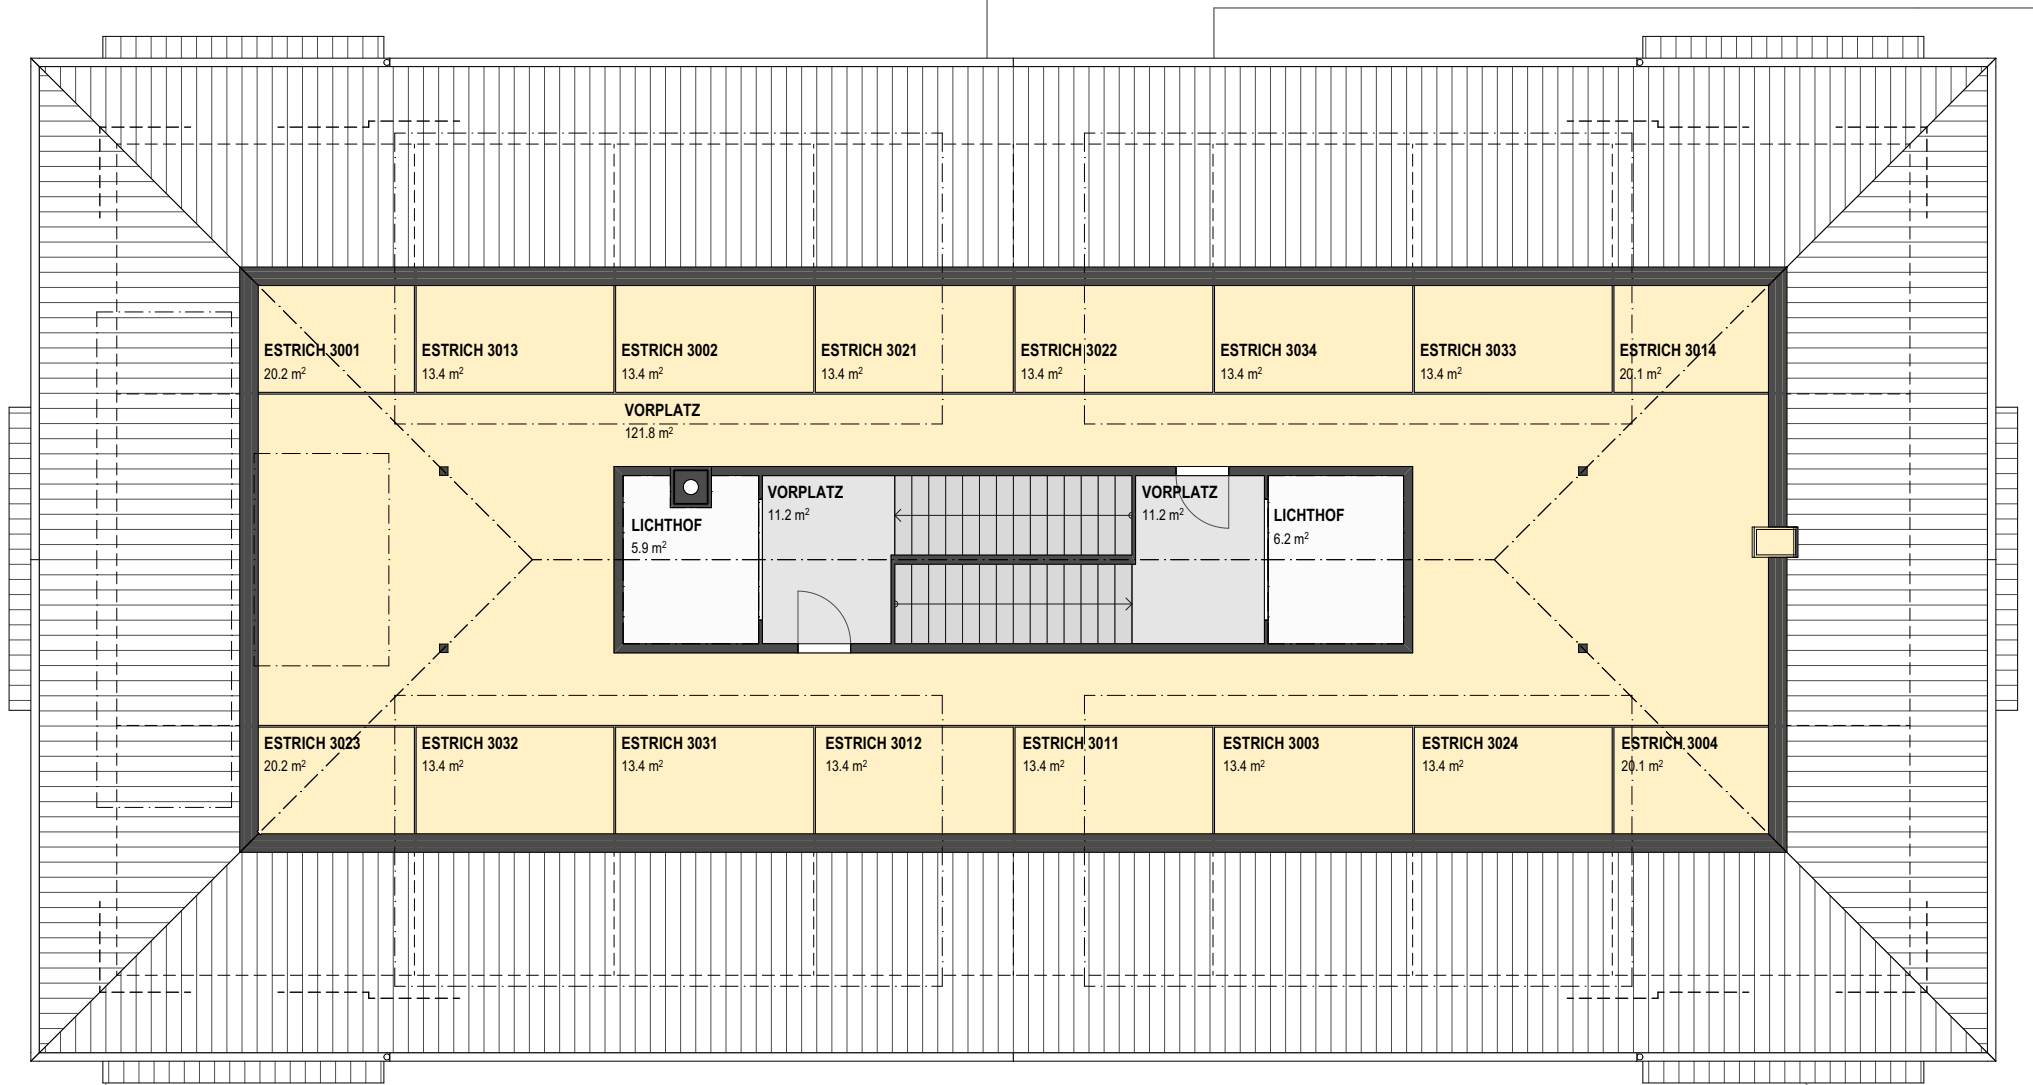 ESTRICH 3001
20.2 m²
ESTRICH 3013
13.4 m²
ESTRICH 3002
13.4 m²
ESTRICH 3021
13.4 m²
ESTRICH 3022
13.4 m²
ESTRICH 3034
13.4 m²
ESTRICH 3033
13.4 m²
ESTRICH 3014
20.1 m²
VORPLATZ
121.8 m²
LICHTHOF
5.9 m²
VORPLATZ
11.2 m²
VORPLATZ
11.2 m²
LICHTHOF
6.2 m²
ESTRICH 3023
20.2 m²
ESTRICH 3032
13.4 m²
ESTRICH 3031
13.4 m²
ESTRICH 3012
13.4 m²
ESTRICH 3011
13.4 m²
ESTRICH 3003
13.4 m²
ESTRICH 3024
13.4 m²
ESTRICH 3004
20.1 m²